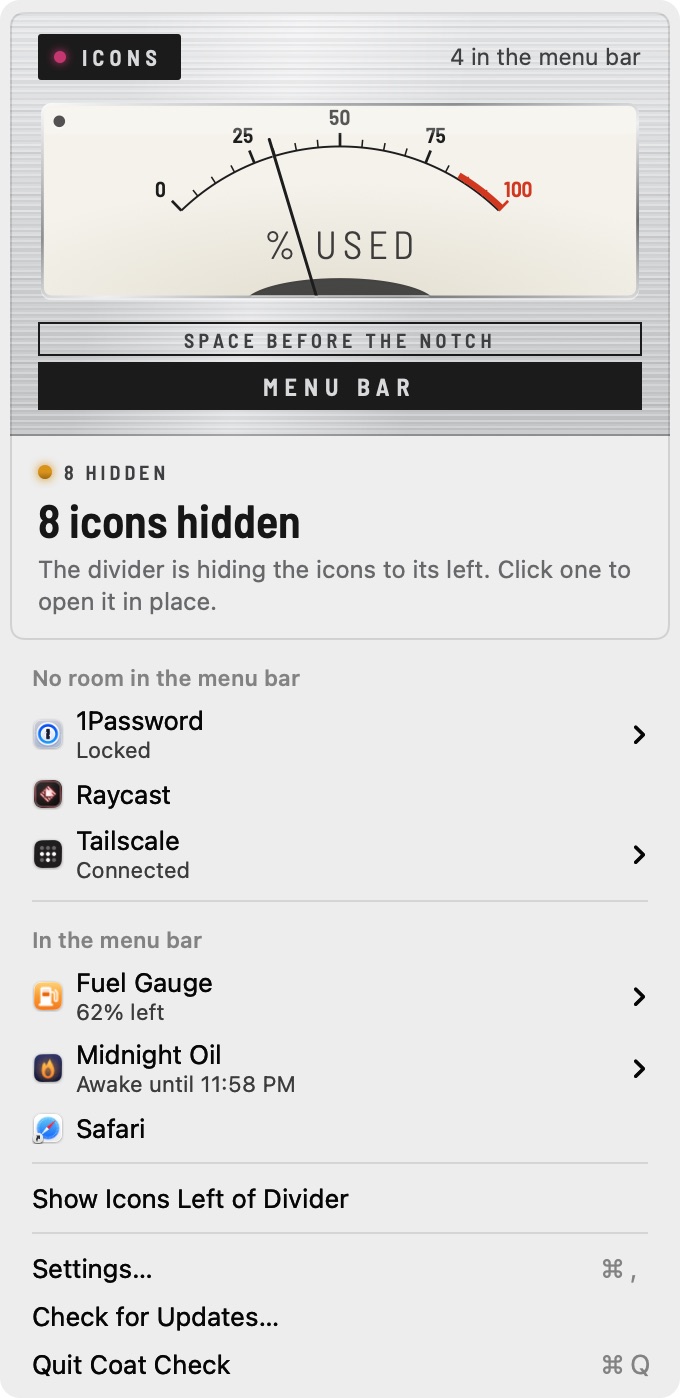 ICONS
4 in the menu bar
0
25
50
75
100
% USED
SPACE BEFORE THE NOTCH
MENU BAR
8 HIDDEN
8 icons hidden
The divider is hiding the icons to its left. Click one to
open it in place.
No room in the menu bar
1Password
Locked
Raycast
Tailscale
Connected
In the menu bar
Fuel Gauge
62% left
Midnight Oil
Awake until 11:58 PM
Safari
Show Icons Left of Divider
Settings...
⌘ ,
Check for Updates...
Quit Coat Check
⌘ Q